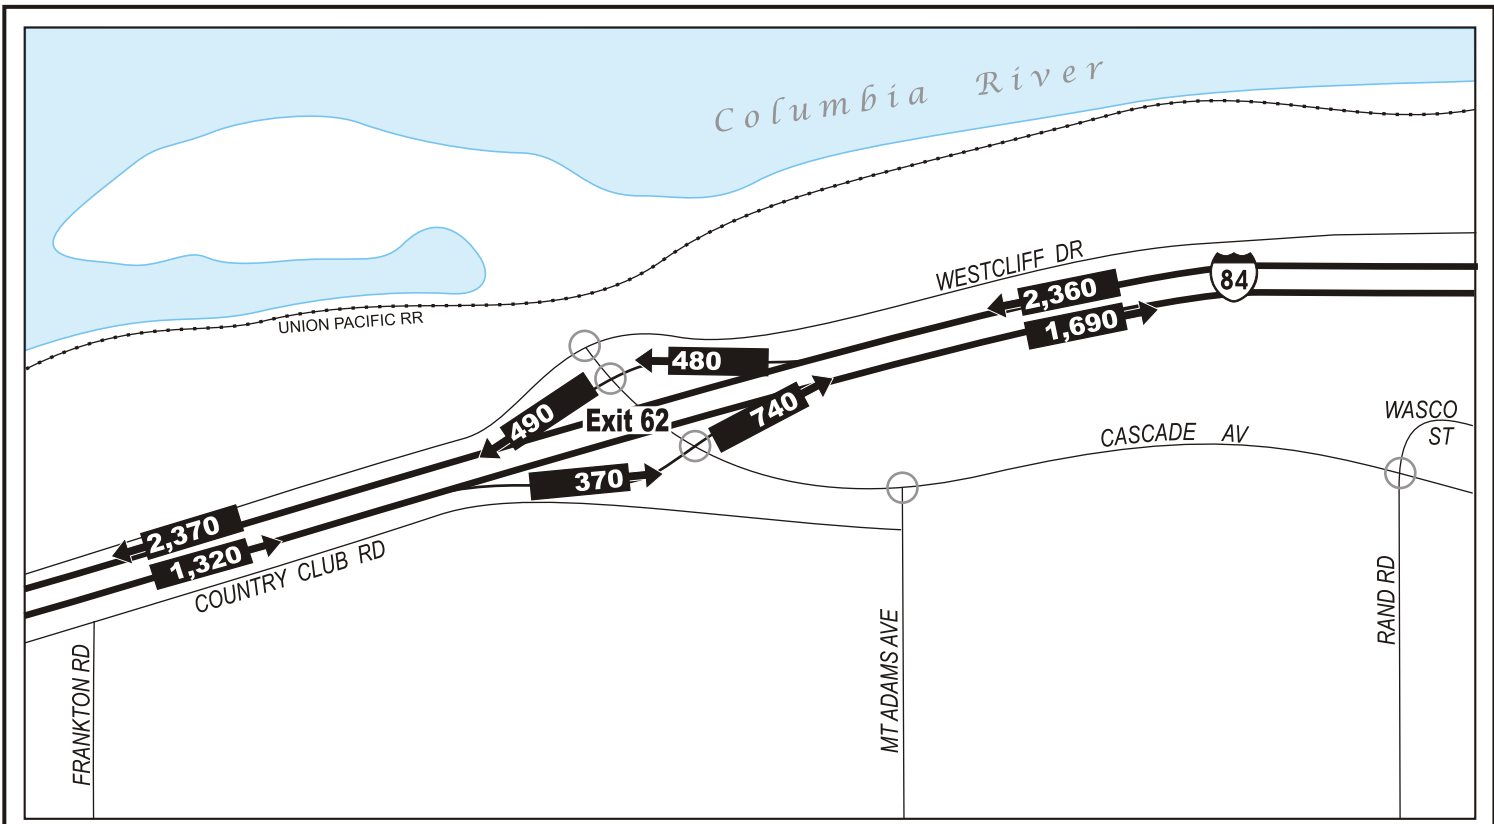 Columbia River
WESTCLIFF DR
84
2,360
1,690
UNION PACIFIC RR
480
490
Exit 62
740
370
WASCO
ST
CASCADE AV
2,370
1,320
COUNTRY CLUB RD
FRANKTON RD
MT ADAMS AVE
RAND RD